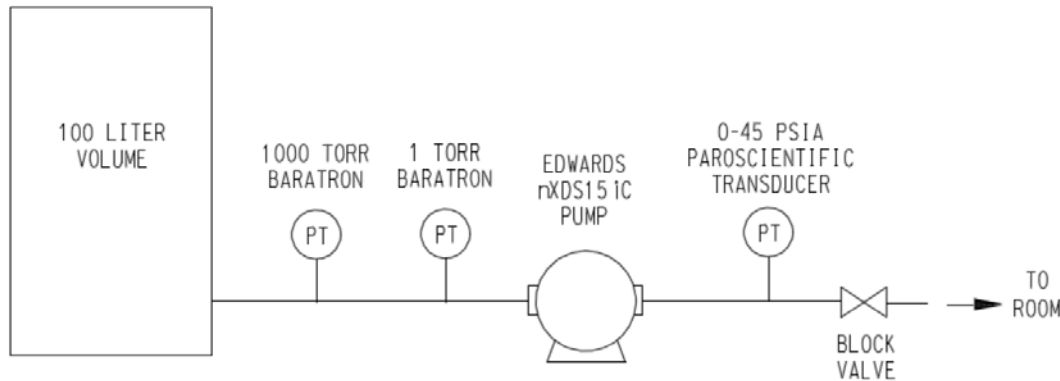 100 LITER
VOLUME
1000 TORR
BARATRON
1 TORR
BARATRON
EDWARDS
nXDS15iC
PUMP
0-45 PSIA
PAROSCIENTIFIC
TRANSDUCER
PT
PT
PT
BLOCK
VALVE
TO
ROOM